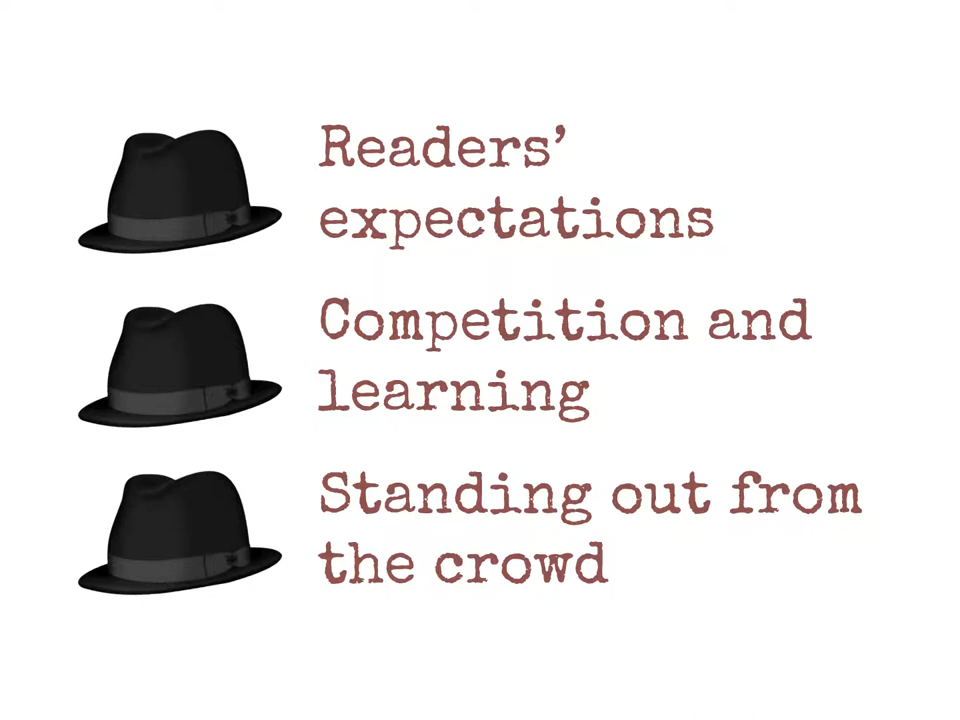 Readers’
expectations
Competition and
learning
Standing out from
the crowd